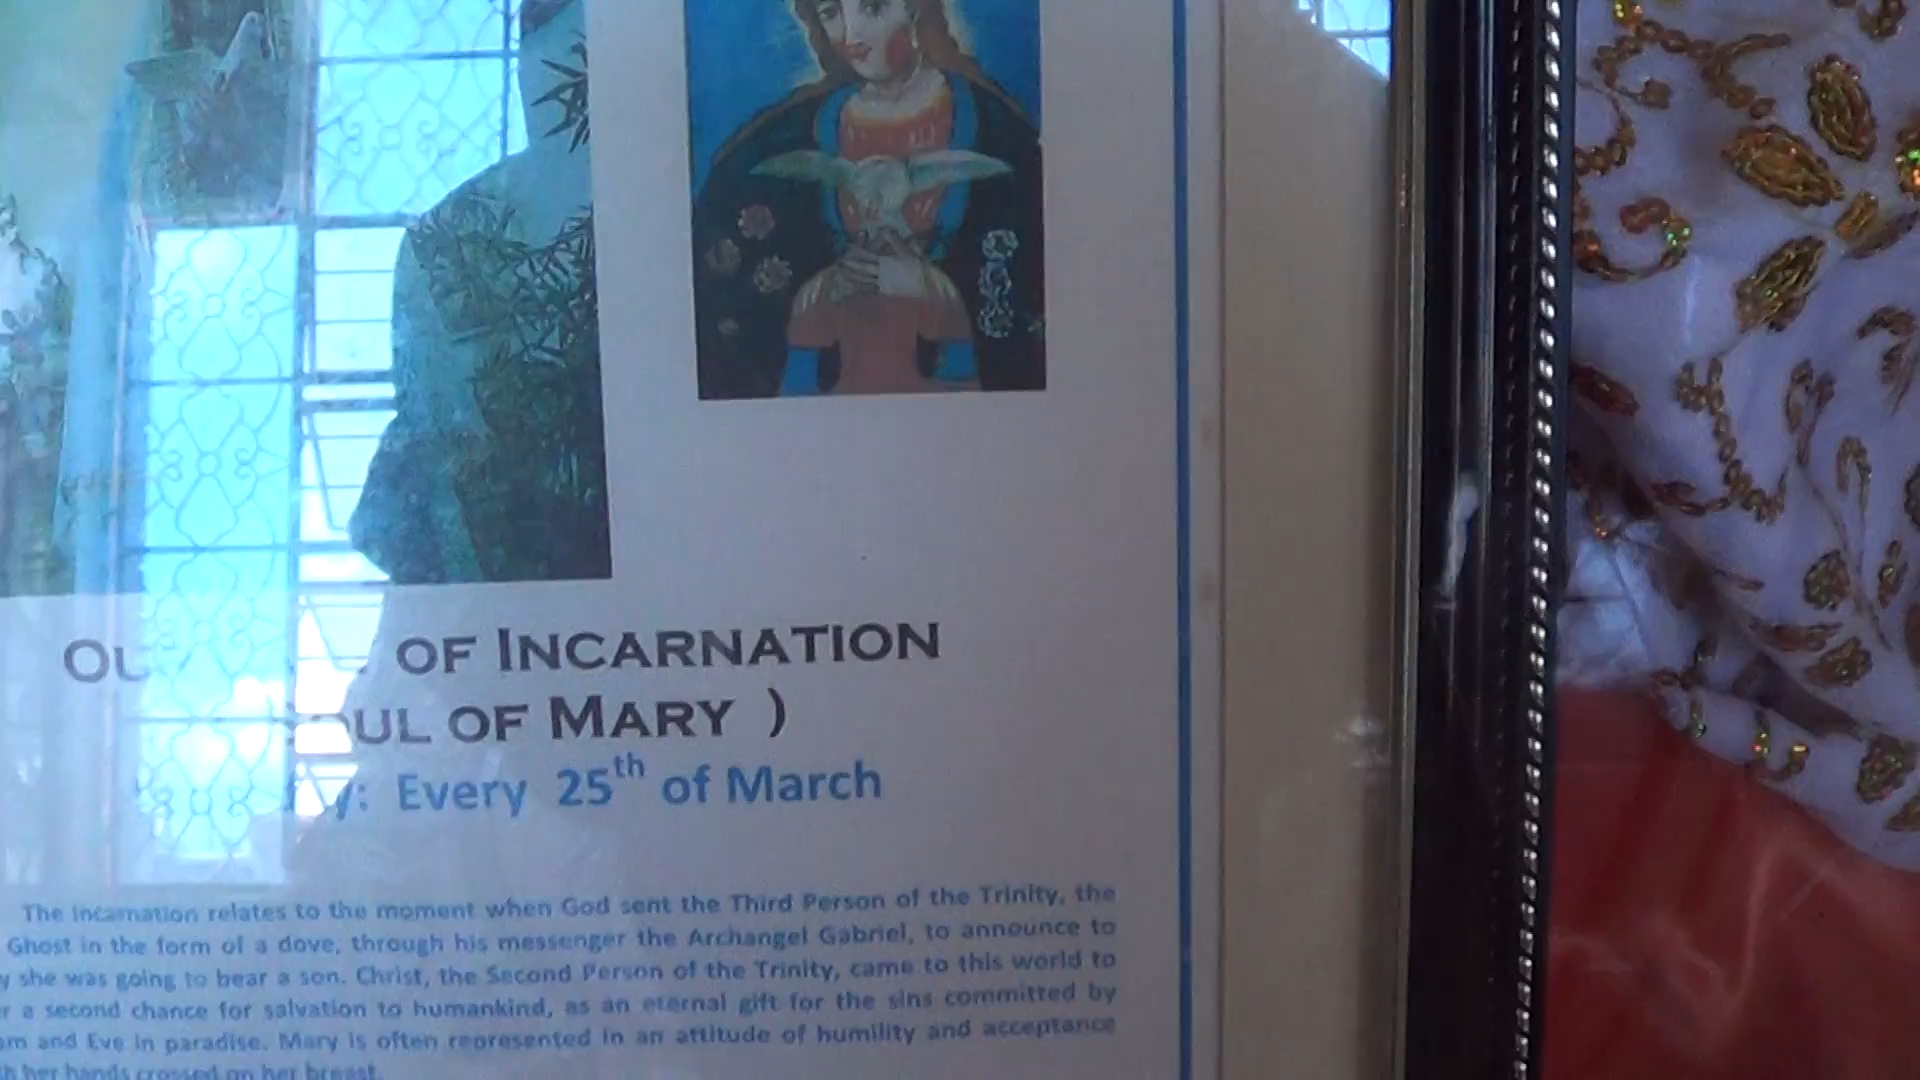 OF INCARNATION
OF MARY )
Every 25th of March
The Incarnation relates to the moment when God sent the Third Person of the Trinity, the
Ghost in the form of a dove, through his messenger the Archangel Gabriel, to announce to
she was going to bear a son. Christ, the Second Person of the Trinity, came to this world to
a second chance for salvation to humankind, as an eternal gift for the sins committed by
and Eve in paradise. Mary is often represented in an attitude of humility and acceptance
her hands crossed on her breast.